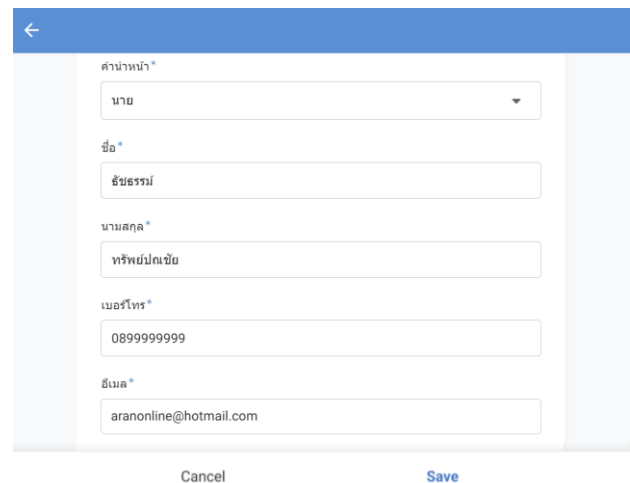 คำนำหน้า*
นาย
ชื่อ*
ธัชธรรม์
นามสกุล*
ทรัพย์ปณชัย
เบอร์โทร*
0899999999
อีเมล*
aranonline@hotmail.com
Cancel Save